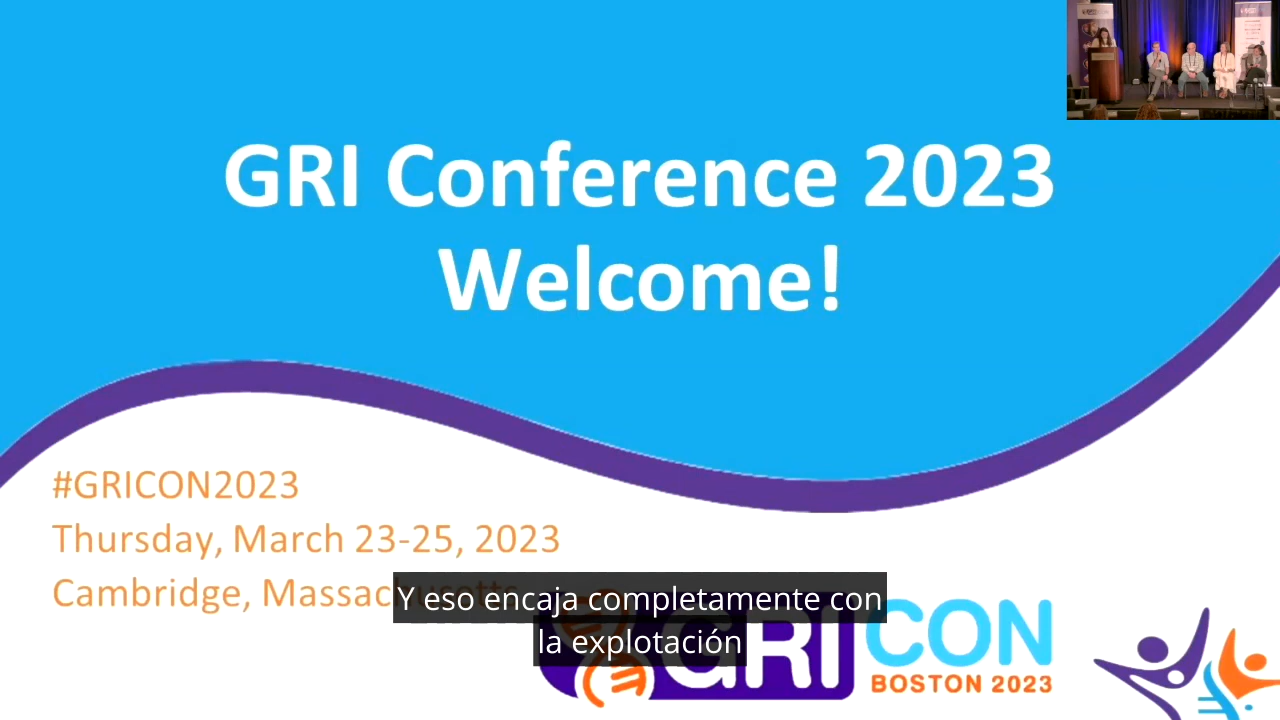 GRI Conference 2023
Welcome!
#GRICON2023
Thursday, March 23-25, 2023
Cambridge, Massachusetts
Y eso encaja completamente con
la explotación
GRI CON
BOSTON 2023